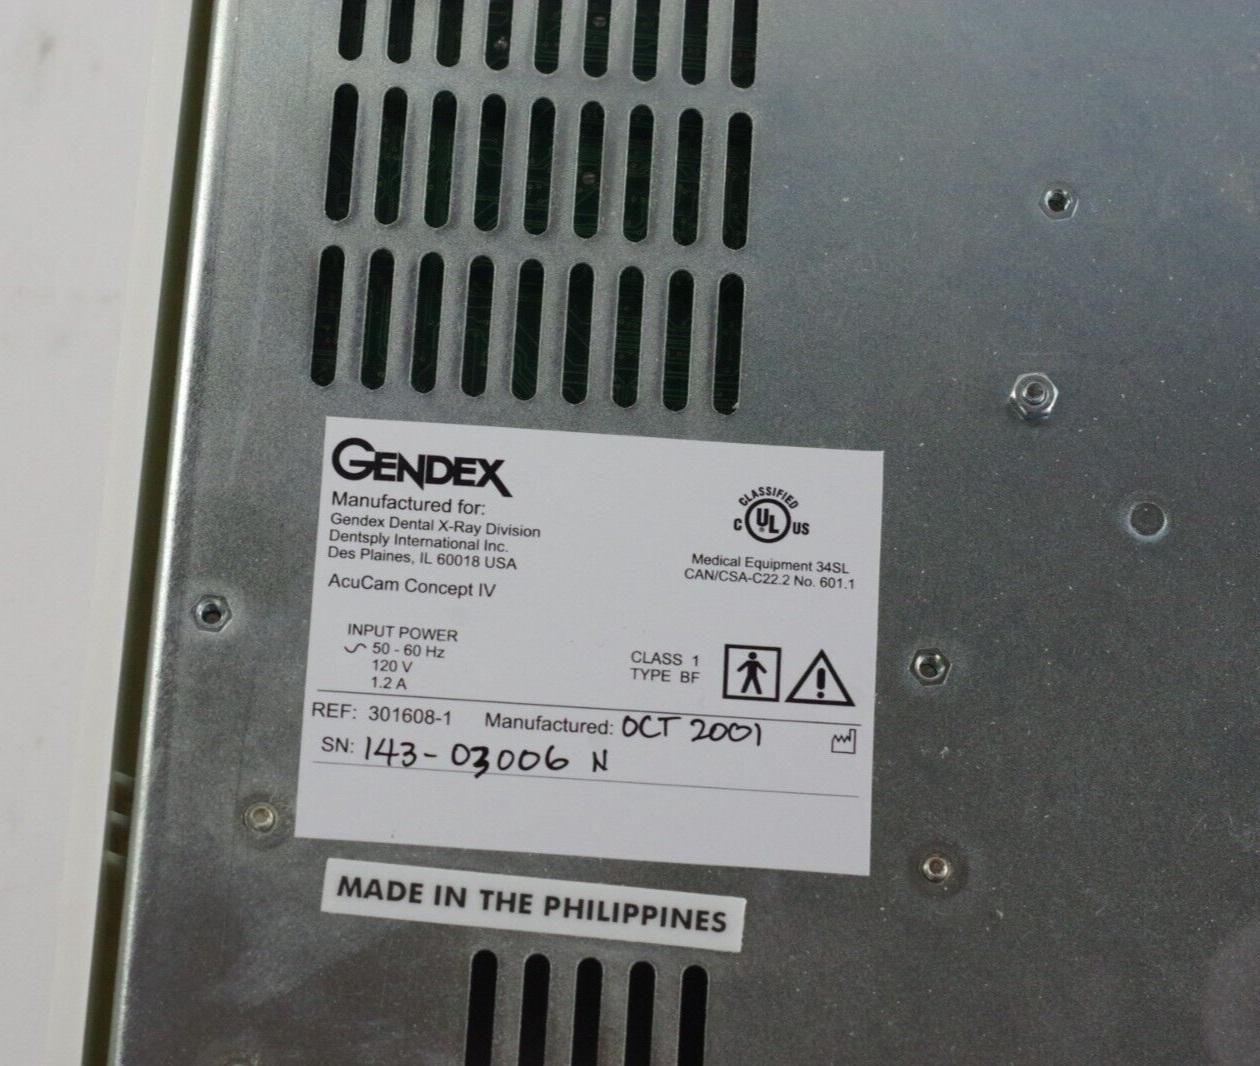 GENDEX
Manufactured for:
Gendex Dental X-Ray Division
Dentsply International Inc.
Des Plaines, IL 60018 USA
AcuCam Concept IV
CLASSIFIED
C UL US
®
Medical Equipment 34SL
CAN/CSA-C22.2 No. 601.1
INPUT POWER
50 - 60 Hz
120 V
1.2 A
CLASS 1
TYPE BF
REF: 301608-1 Manufactured: OCT 2001
SN: 143-03006 N
MADE IN THE PHILIPPINES